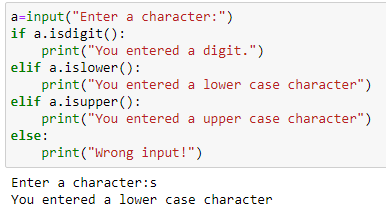 a=input("Enter a character:")
if a.isdigit():
    print("You entered a digit.")
elif a.islower():
    print("You entered a lower case character")
elif a.isupper():
    print("You entered a upper case character")
else:
    print("Wrong input!")
Enter a character:s
You entered a lower case character